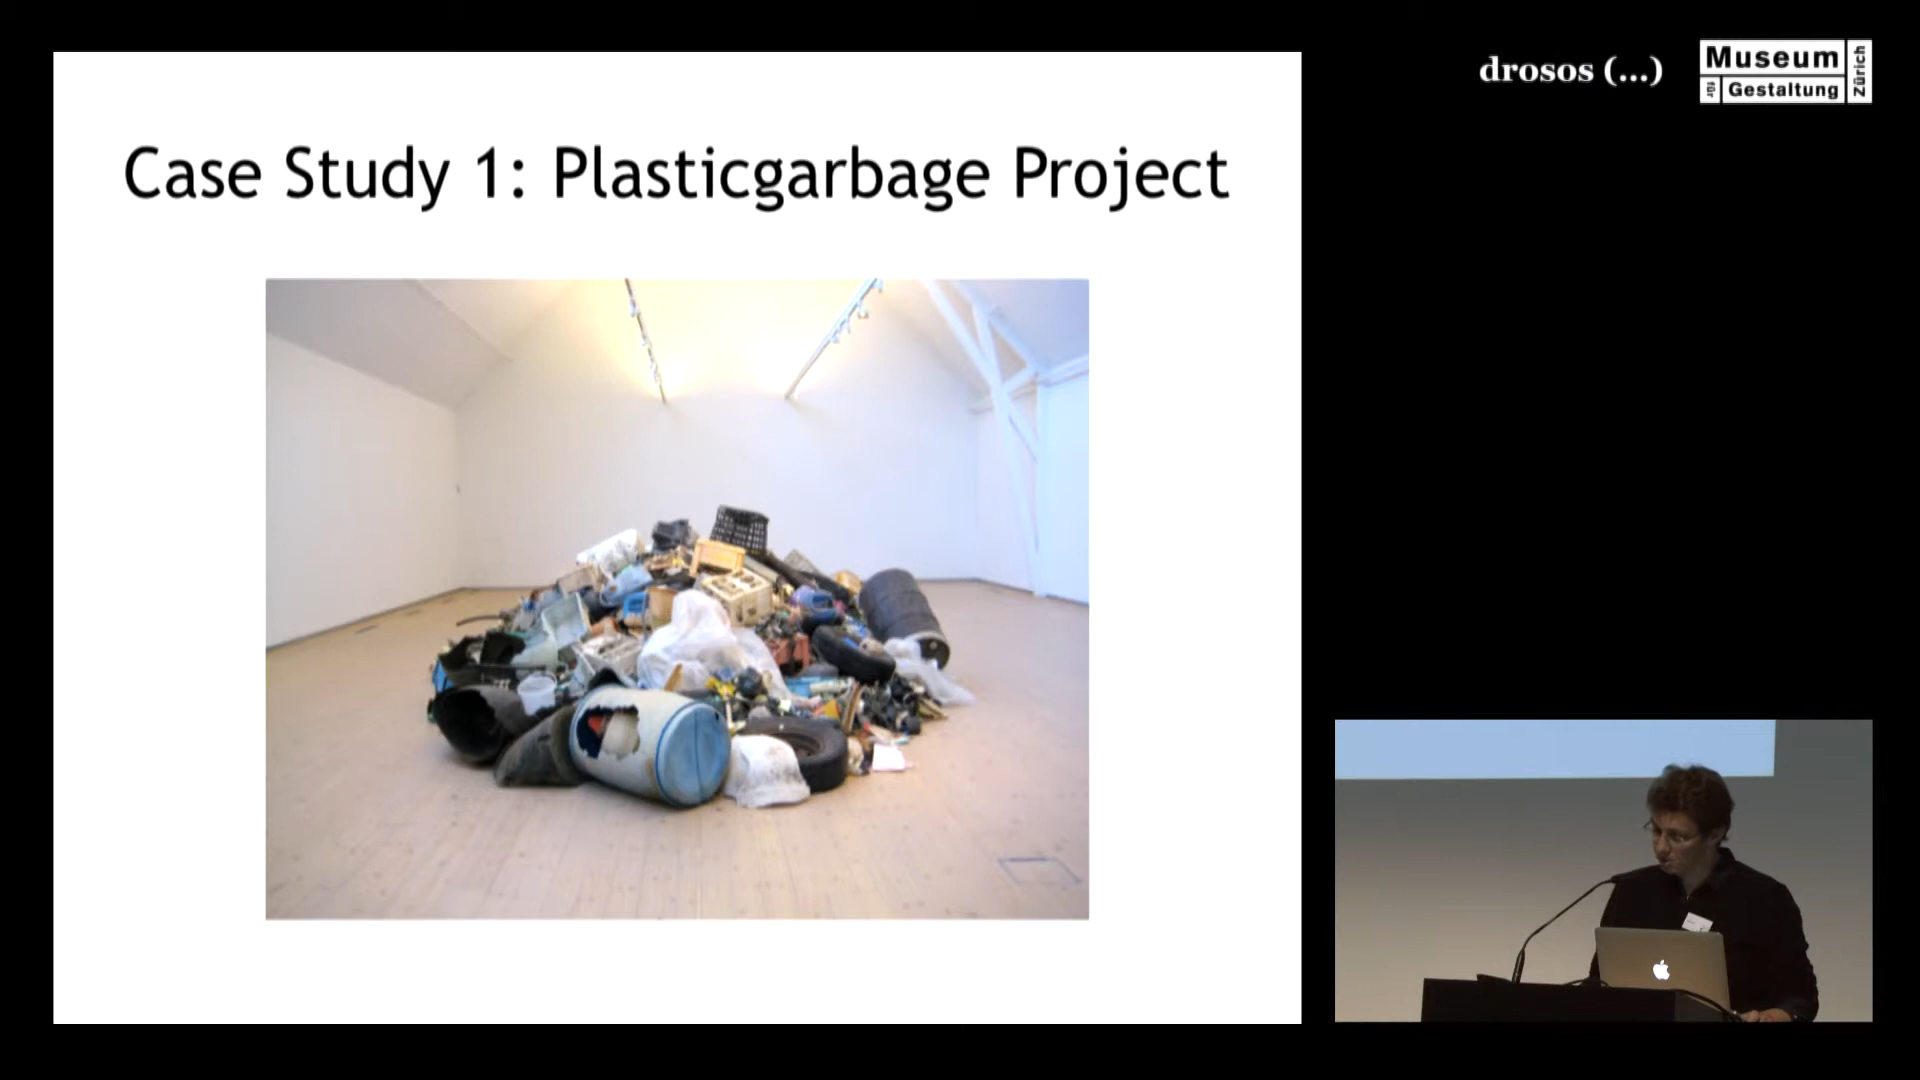 Case Study 1: Plasticgarbage Project
drosos (...)
Museum
für Gestaltung
Zürich